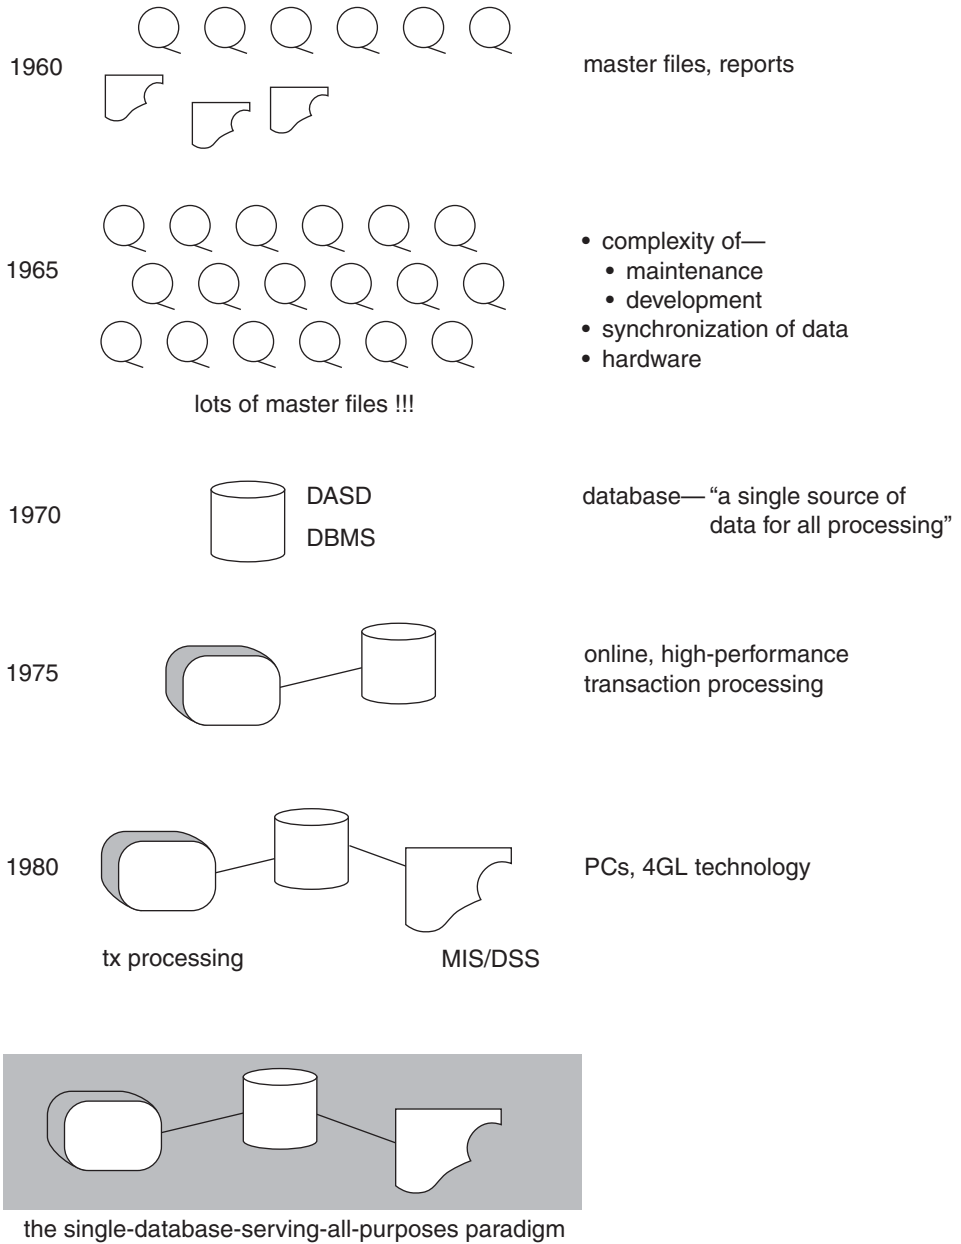 1960
master files, reports
1965
• complexity of—
• maintenance
• development
• synchronization of data
• hardware
lots of master files !!!
1970
DASD
DBMS
database— “a single source of
data for all processing”
1975
online, high-performance
transaction processing
1980
PCs, 4GL technology
tx processing
MIS/DSS
the single-database-serving-all-purposes paradigm